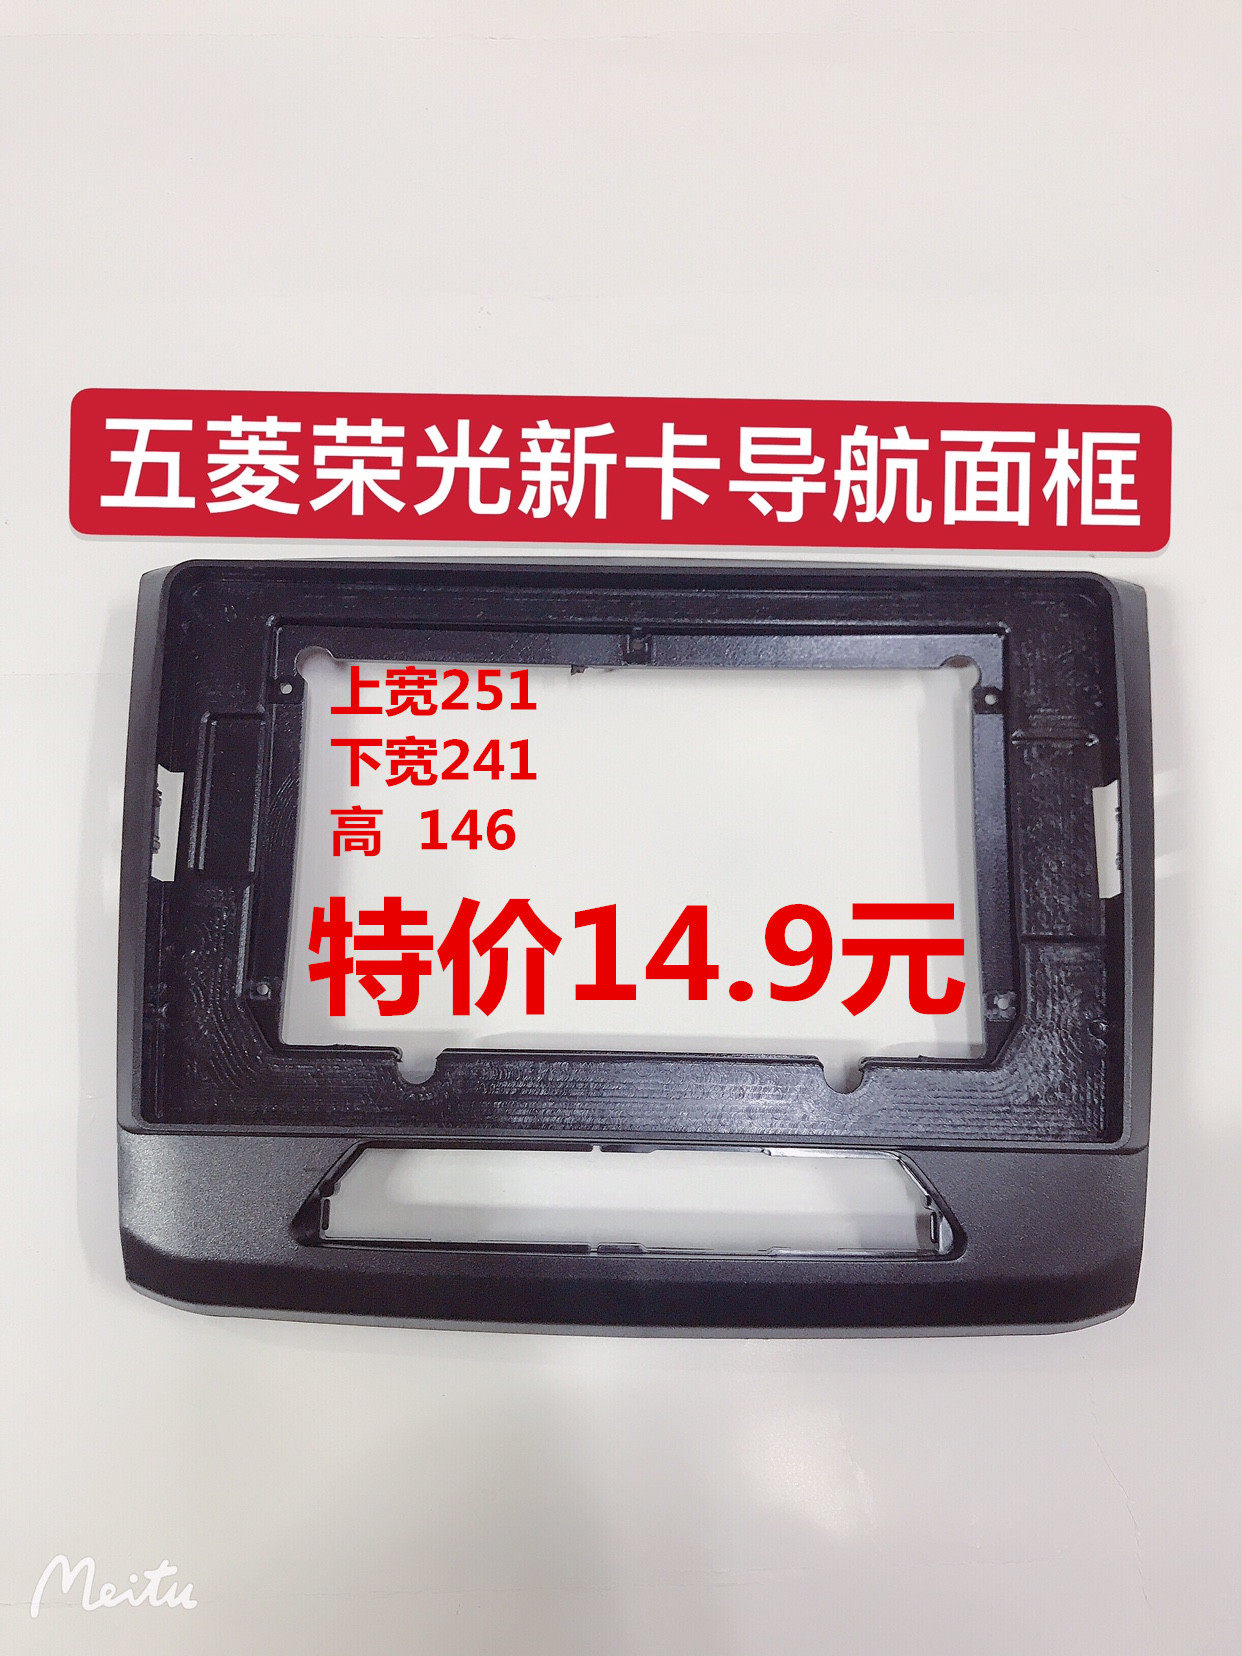 五菱荣光新卡导航面框
上宽251
下宽241
高 146
特价14.9元
Meitu